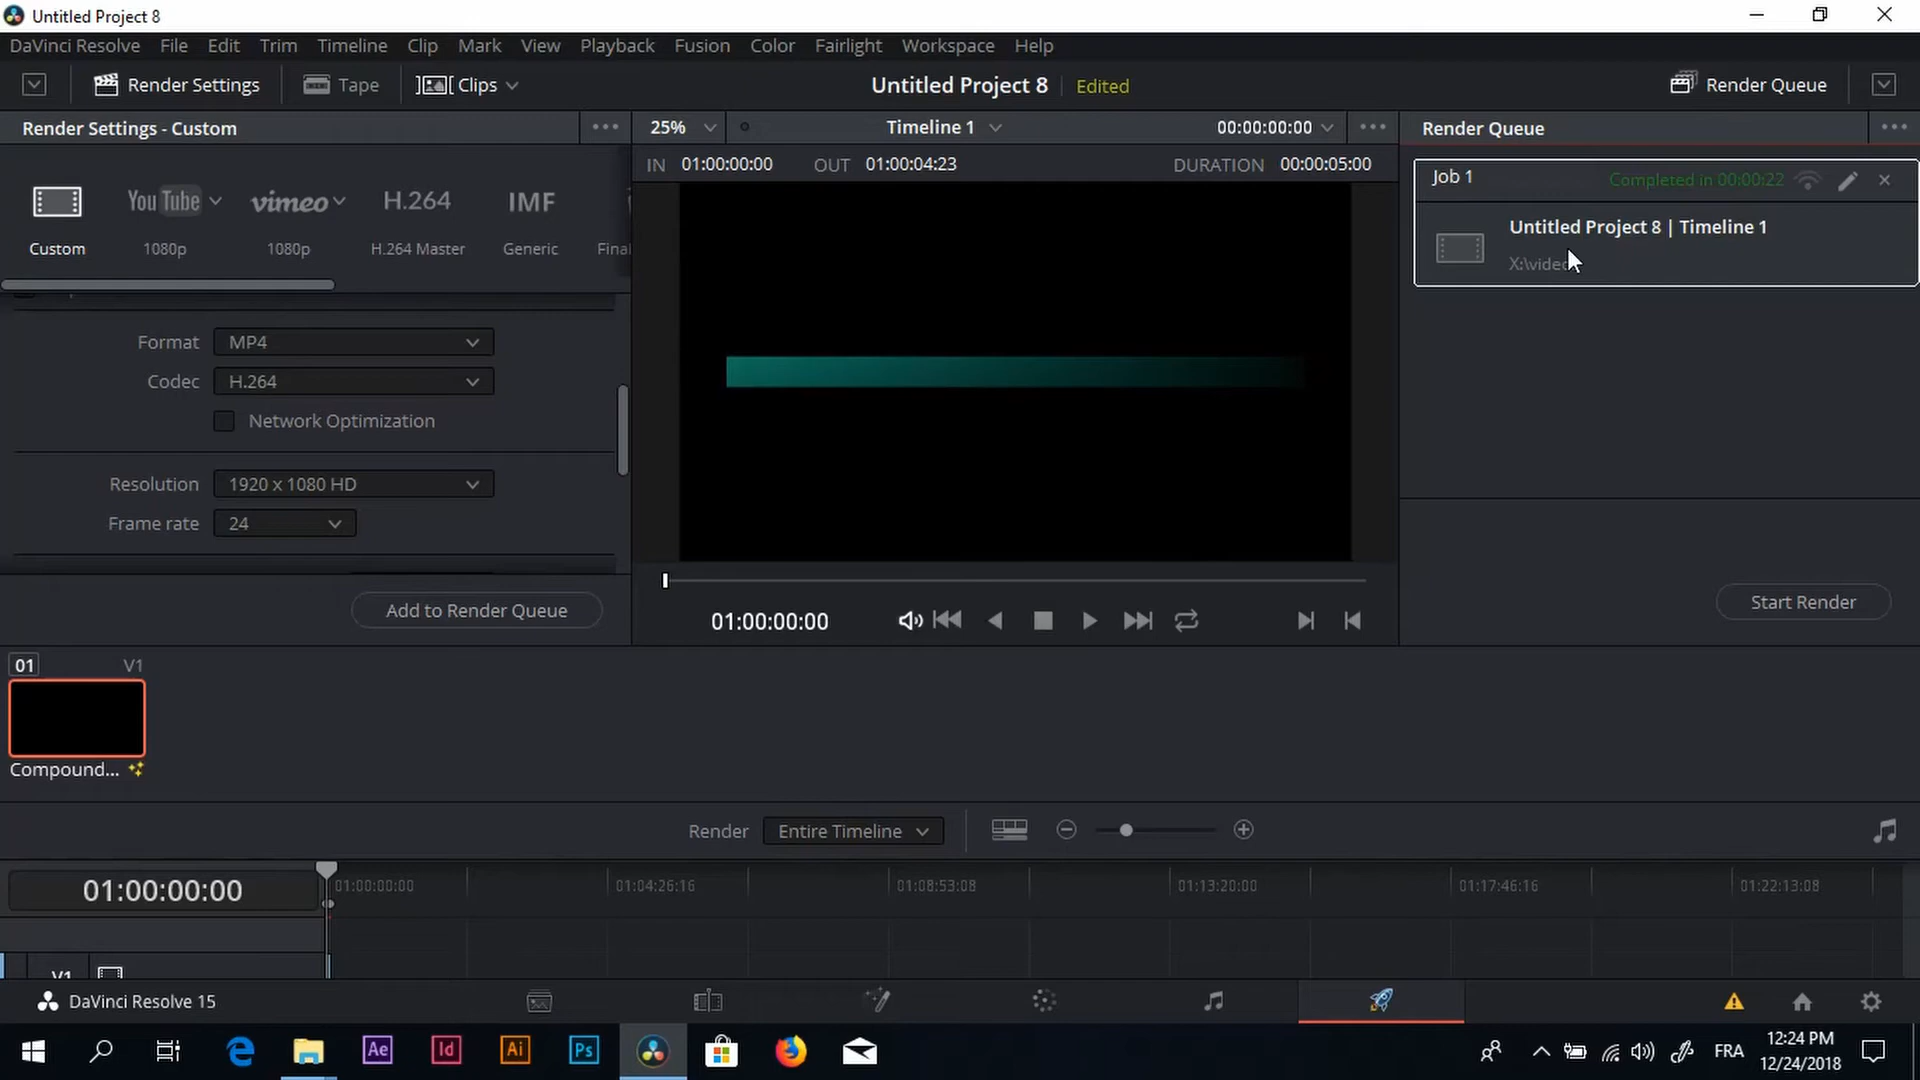 Untitled Project 8
DaVinci Resolve File Edit Trim Timeline Clip Mark View Playback Fusion Color Fairlight Workspace Help
Render Settings Tape Clips Untitled Project 8 Edited Render Queue
Render Settings - Custom 25% Timeline 1 00:00:00:00 Render Queue
IN 01:00:00:00 OUT 01:00:04:23 DURATION 00:00:05:00
Job 1 Completed in 00:00:22
YouTube vimeo H.264 IMF
Untitled Project 8 | Timeline 1
Custom 1080p 1080p H.264 Master Generic Final
X:\video
Format MP4
Codec H.264
Network Optimization
Resolution 1920 x 1080 HD
Frame rate 24
Add to Render Queue
Start Render
01:00:00:00
01 V1
Compound...
Render Entire Timeline
01:00:00:00 01:00:00:00 01:04:26:16 01:08:53:08 01:13:20:00 01:17:46:16 01:22:13:08
V1
DaVinci Resolve 15
Ae Id Ai Ps FRA
12:24 PM
12/24/2018